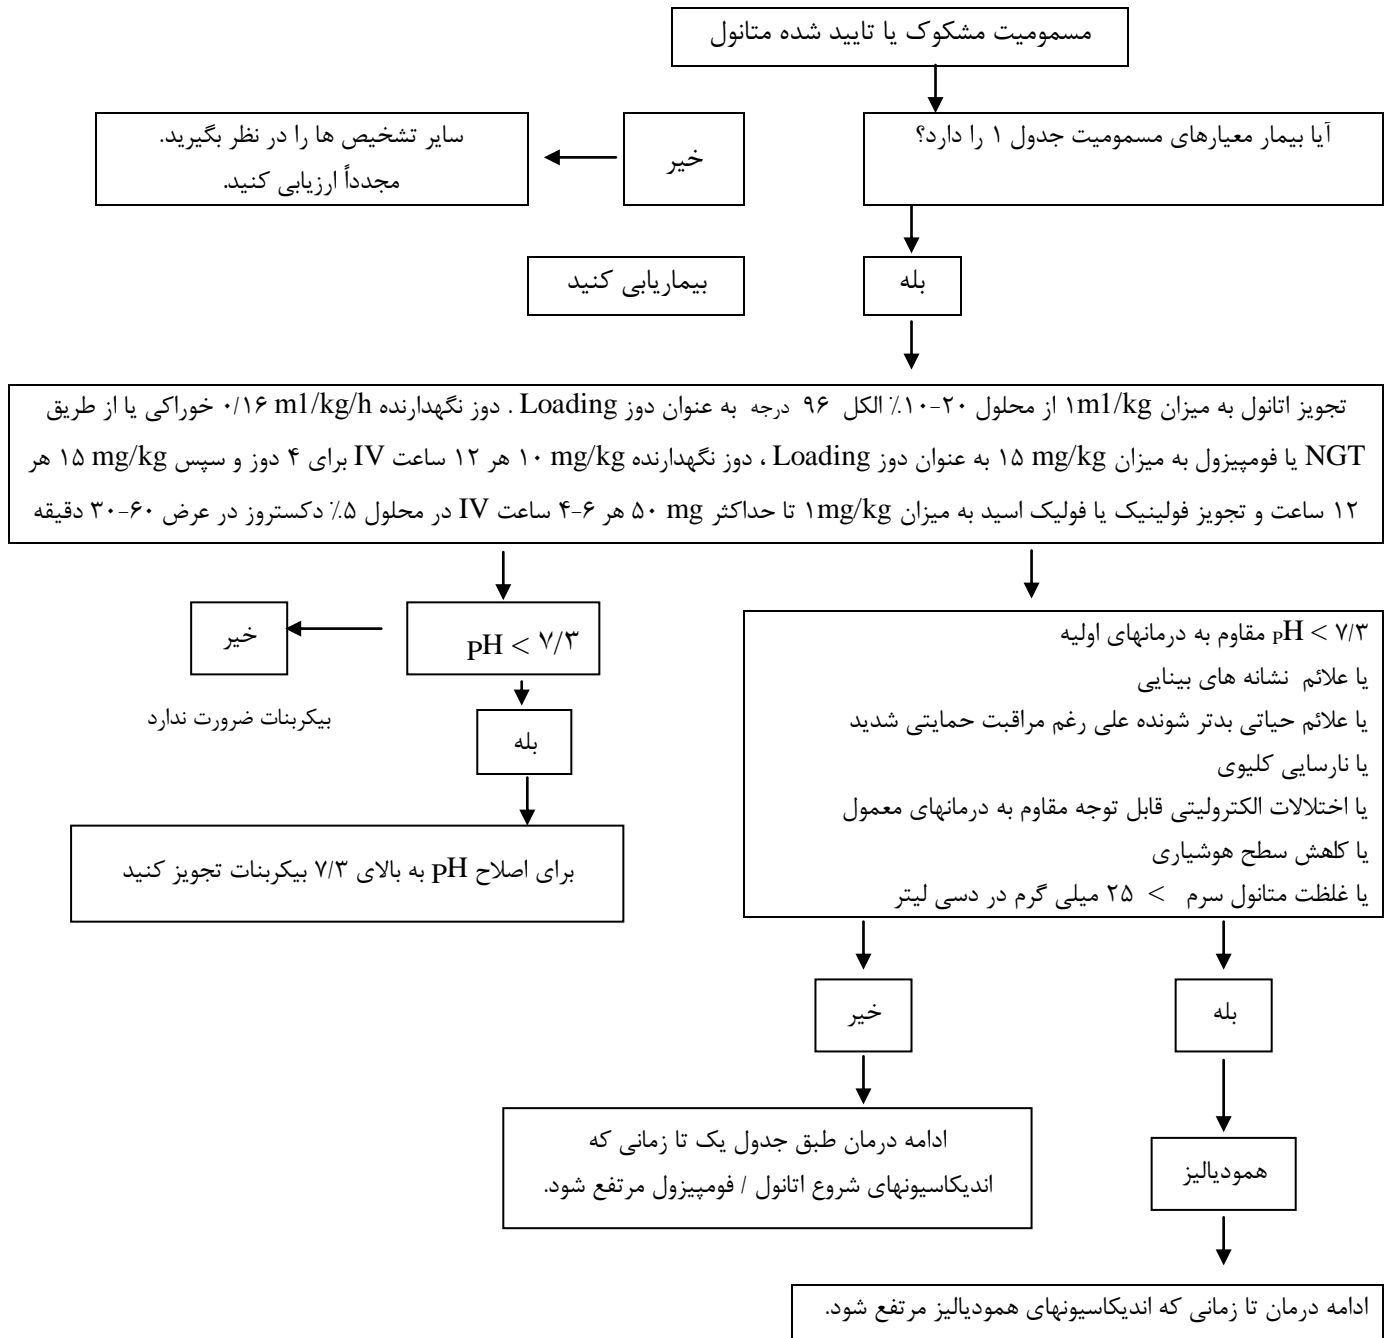 مسمومیت مشکوک یا تایید شده متانول
آیا بیمار معیارهای مسمومیت جدول ۱ را دارد؟
خیر
سایر تشخیص ها را در نظر بگیرید.
مجدداً ارزیابی کنید.
بله
بیماریابی کنید
تجویز اتانول به میزان ۱m1/kg از محلول ۲۰-۱۰٪ الکل ۹۶ درجه به عنوان دوز Loading . دوز نگهدارنده ۰/۱۶ m1/kg/h خوراکی یا از طریق
NGT یا فومپیزول به میزان ۱۵ mg/kg به عنوان دوز Loading ، دوز نگهدارنده ۱۰ mg/kg هر ۱۲ ساعت IV برای ۴ دوز و سپس ۱۵ mg/kg هر
۱۲ ساعت و تجویز فولینیک یا فولیک اسید به میزان ۱mg/kg تا حداکثر ۵۰ mg هر ۶-۴ ساعت IV در محلول ۵٪ دکستروز در عرض ۶۰-۳۰ دقیقه
PH < ۷/۳ مقاوم به درمانهای اولیه
یا علائم نشانه های بینایی
یا علائم حیاتی بدتر شونده علی رغم مراقبت حمایتی شدید
یا نارسایی کلیوی
یا اختلالات الکترولیتی قابل توجه مقاوم به درمانهای معمول
یا کاهش سطح هوشیاری
یا غلظت متانول سرم > ۲۵ میلی گرم در دسی لیتر
PH < ۷/۳
خیر
بیکربنات ضرورت ندارد
بله
برای اصلاح PH به بالای ۷/۳ بیکربنات تجویز کنید
بله
خیر
همودیالیز
ادامه درمان طبق جدول یک تا زمانی که
اندیکاسیونهای شروع اتانول / فومپیزول مرتفع شود.
ادامه درمان تا زمانی که اندیکاسیونهای همودیالیز مرتفع شود.